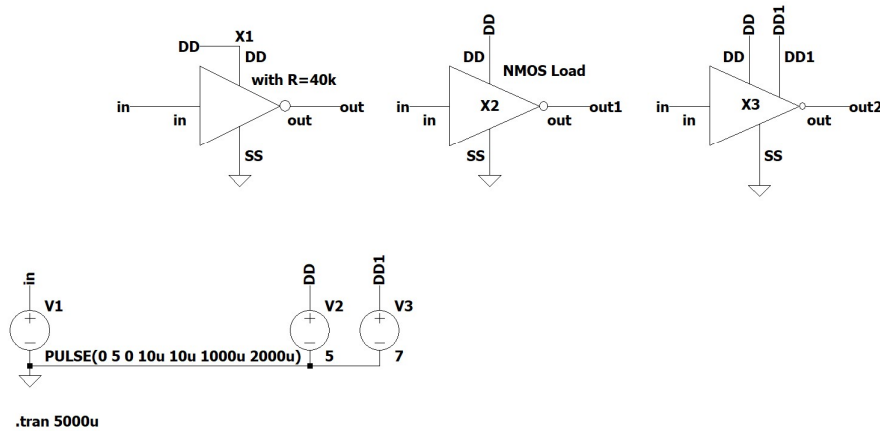 X1
DD
DD
with R=40k
in
in
out
out
SS
DD
DD
NMOS Load
X2
in
in
out1
out
SS
DD
DD1
DD
DD1
X3
in
in
out2
out
SS
in
V1
DD
V2
DD1
V3
PULSE(0 5 0 10u 10u 1000u 2000u)
5
7
.tran 5000u